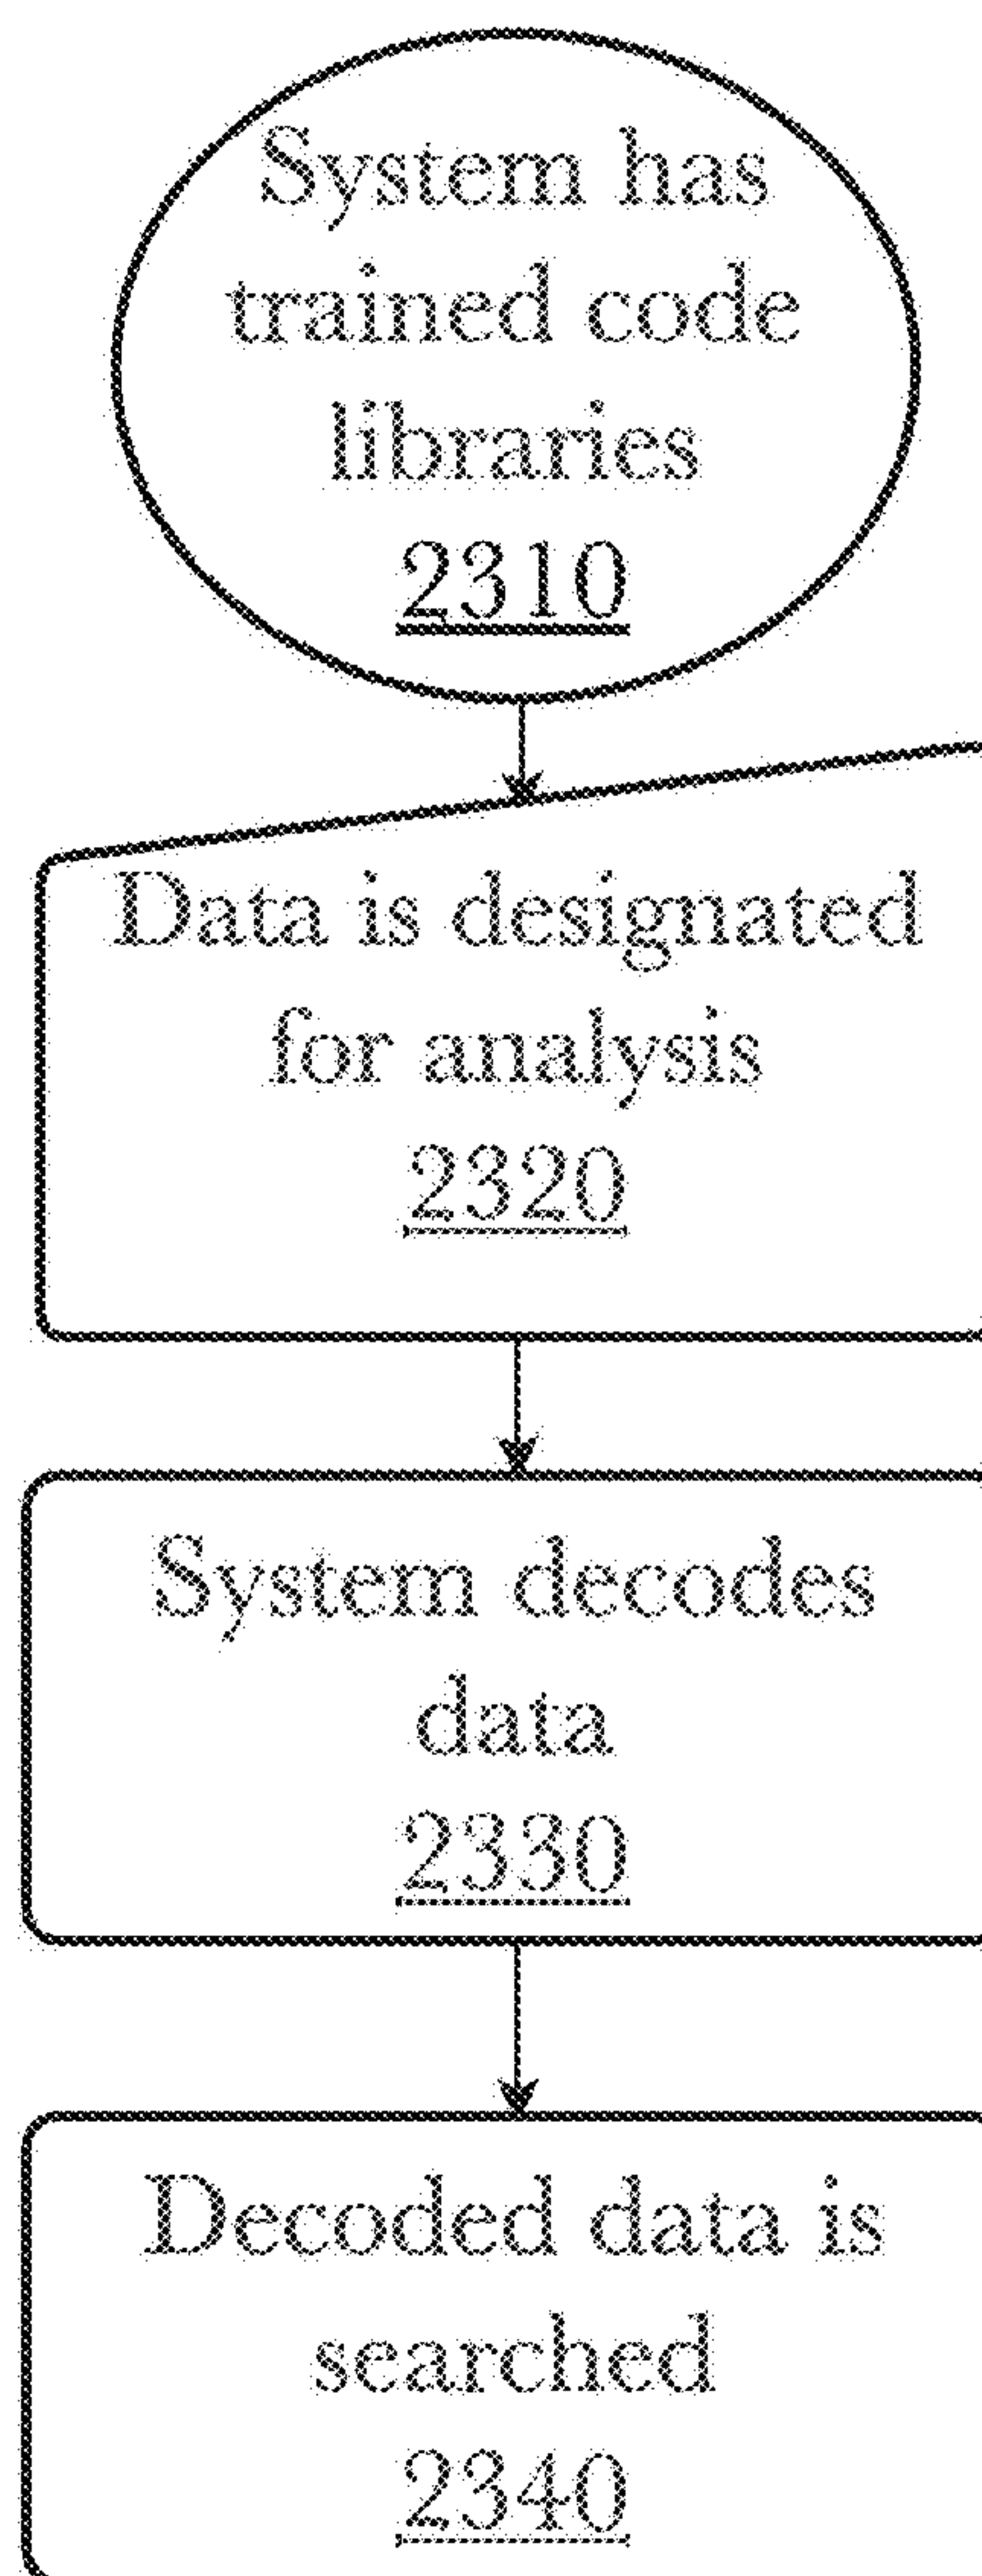 System has
trained code
libraries
2310
Data is designated
for analysis
2320
System decodes
data
2330
Decoded data is
searched
2340